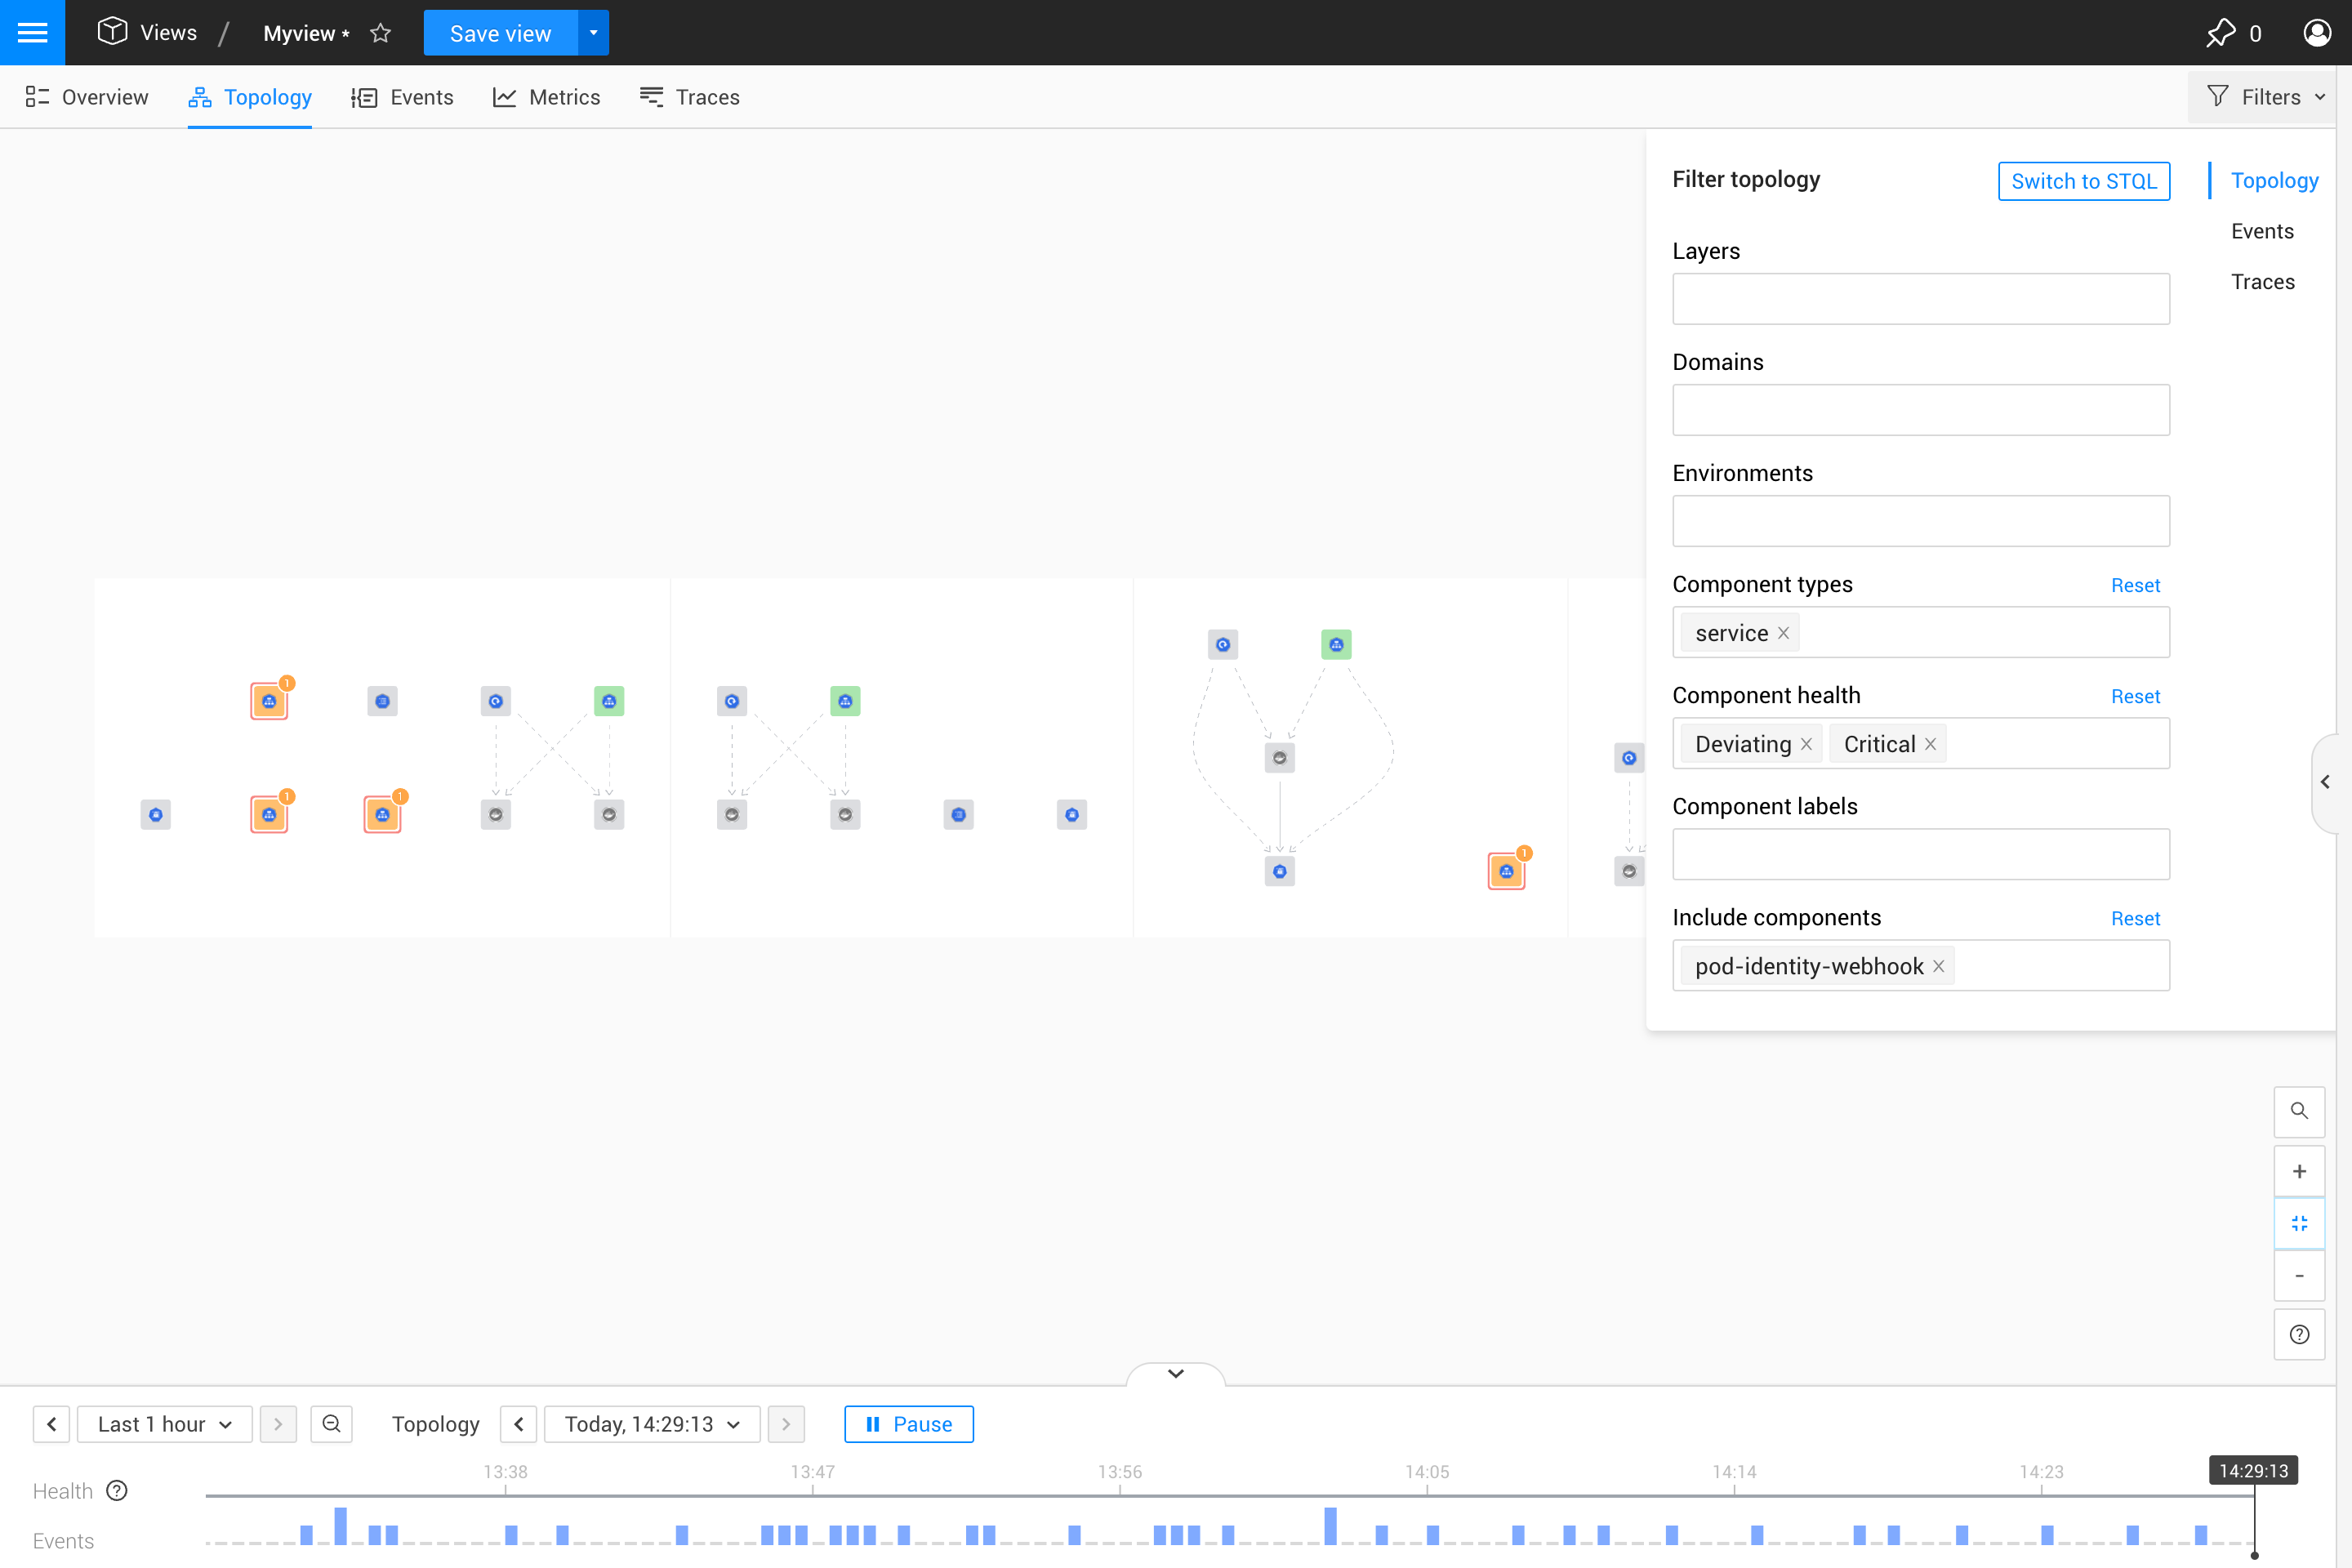 Views / Myview * Save view 0
Overview Topology Events Metrics Traces Filters
Filter topology Switch to STQL Topology
Events
Layers
Traces
Domains
Environments
Component types Reset
service
Component health Reset
Deviating Critical
Component labels
Include components Reset
pod-identity-webhook
1
1
1
1
+
-
?
Last 1 hour Topology Today, 14:29:13 Pause
13:38 13:47 13:56 14:05 14:14 14:23 14:29:13
Health ?
Events